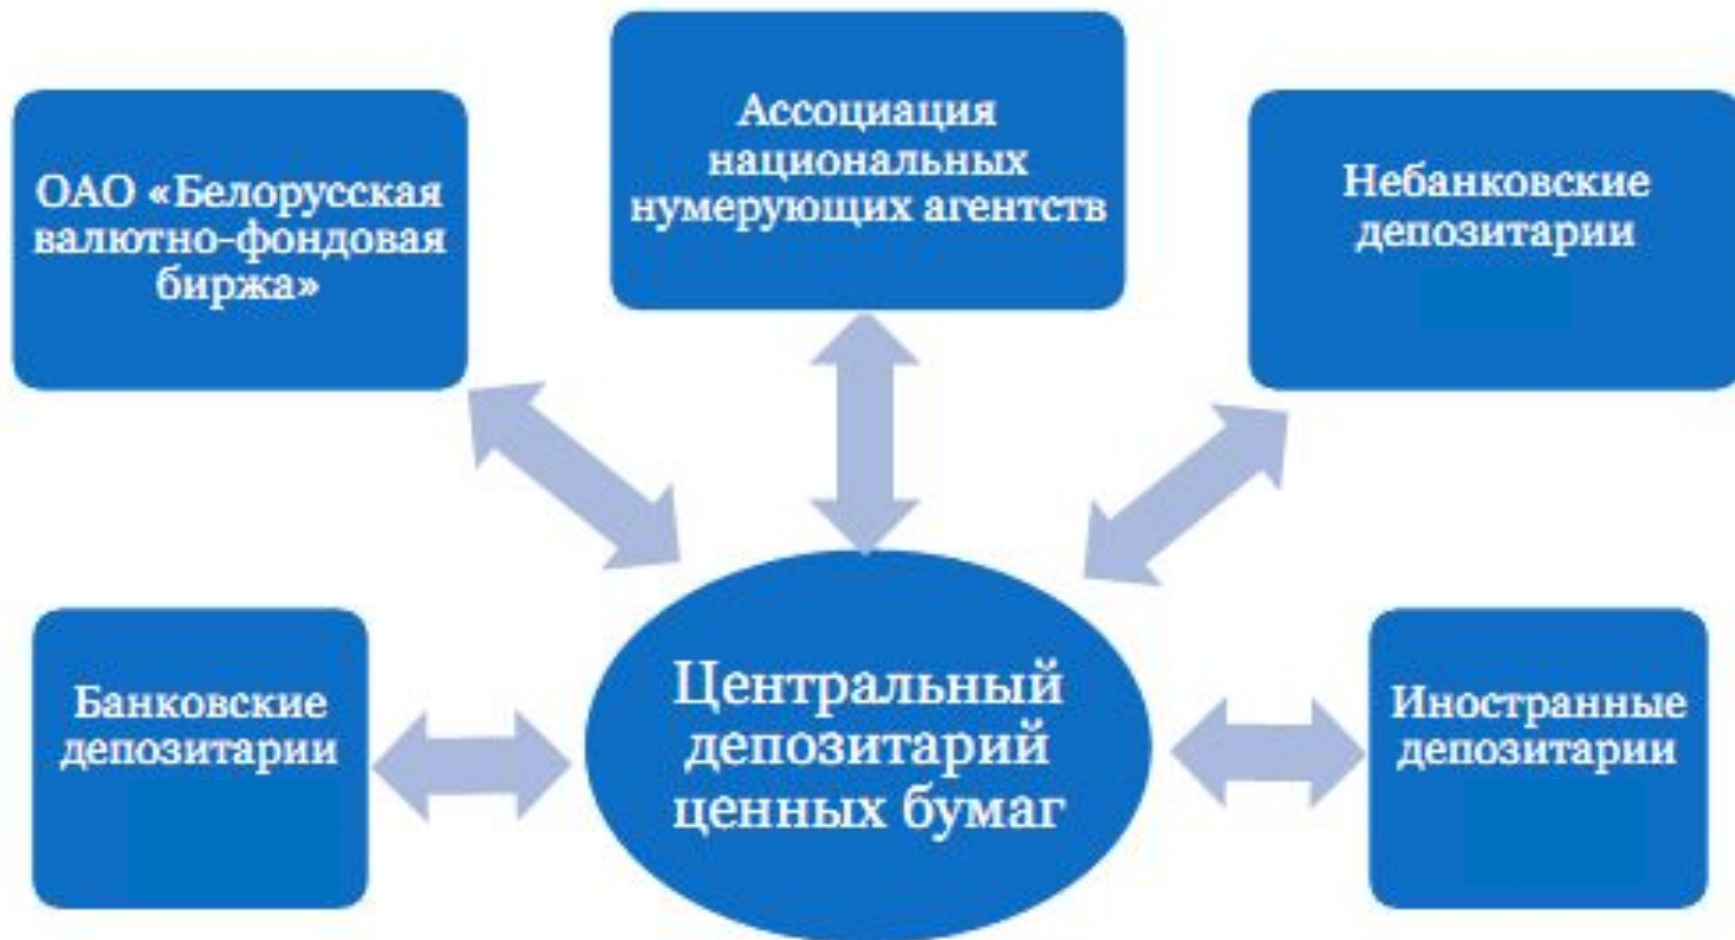 ОАО «Белорусская
валютно-фондовая
биржа»
Ассоциация
национальных
нумерующих агентств
Небанковские
депозитарии
Банковские
депозитарии
Центральный
депозитарий
ценных бумаг
Иностранные
депозитарии